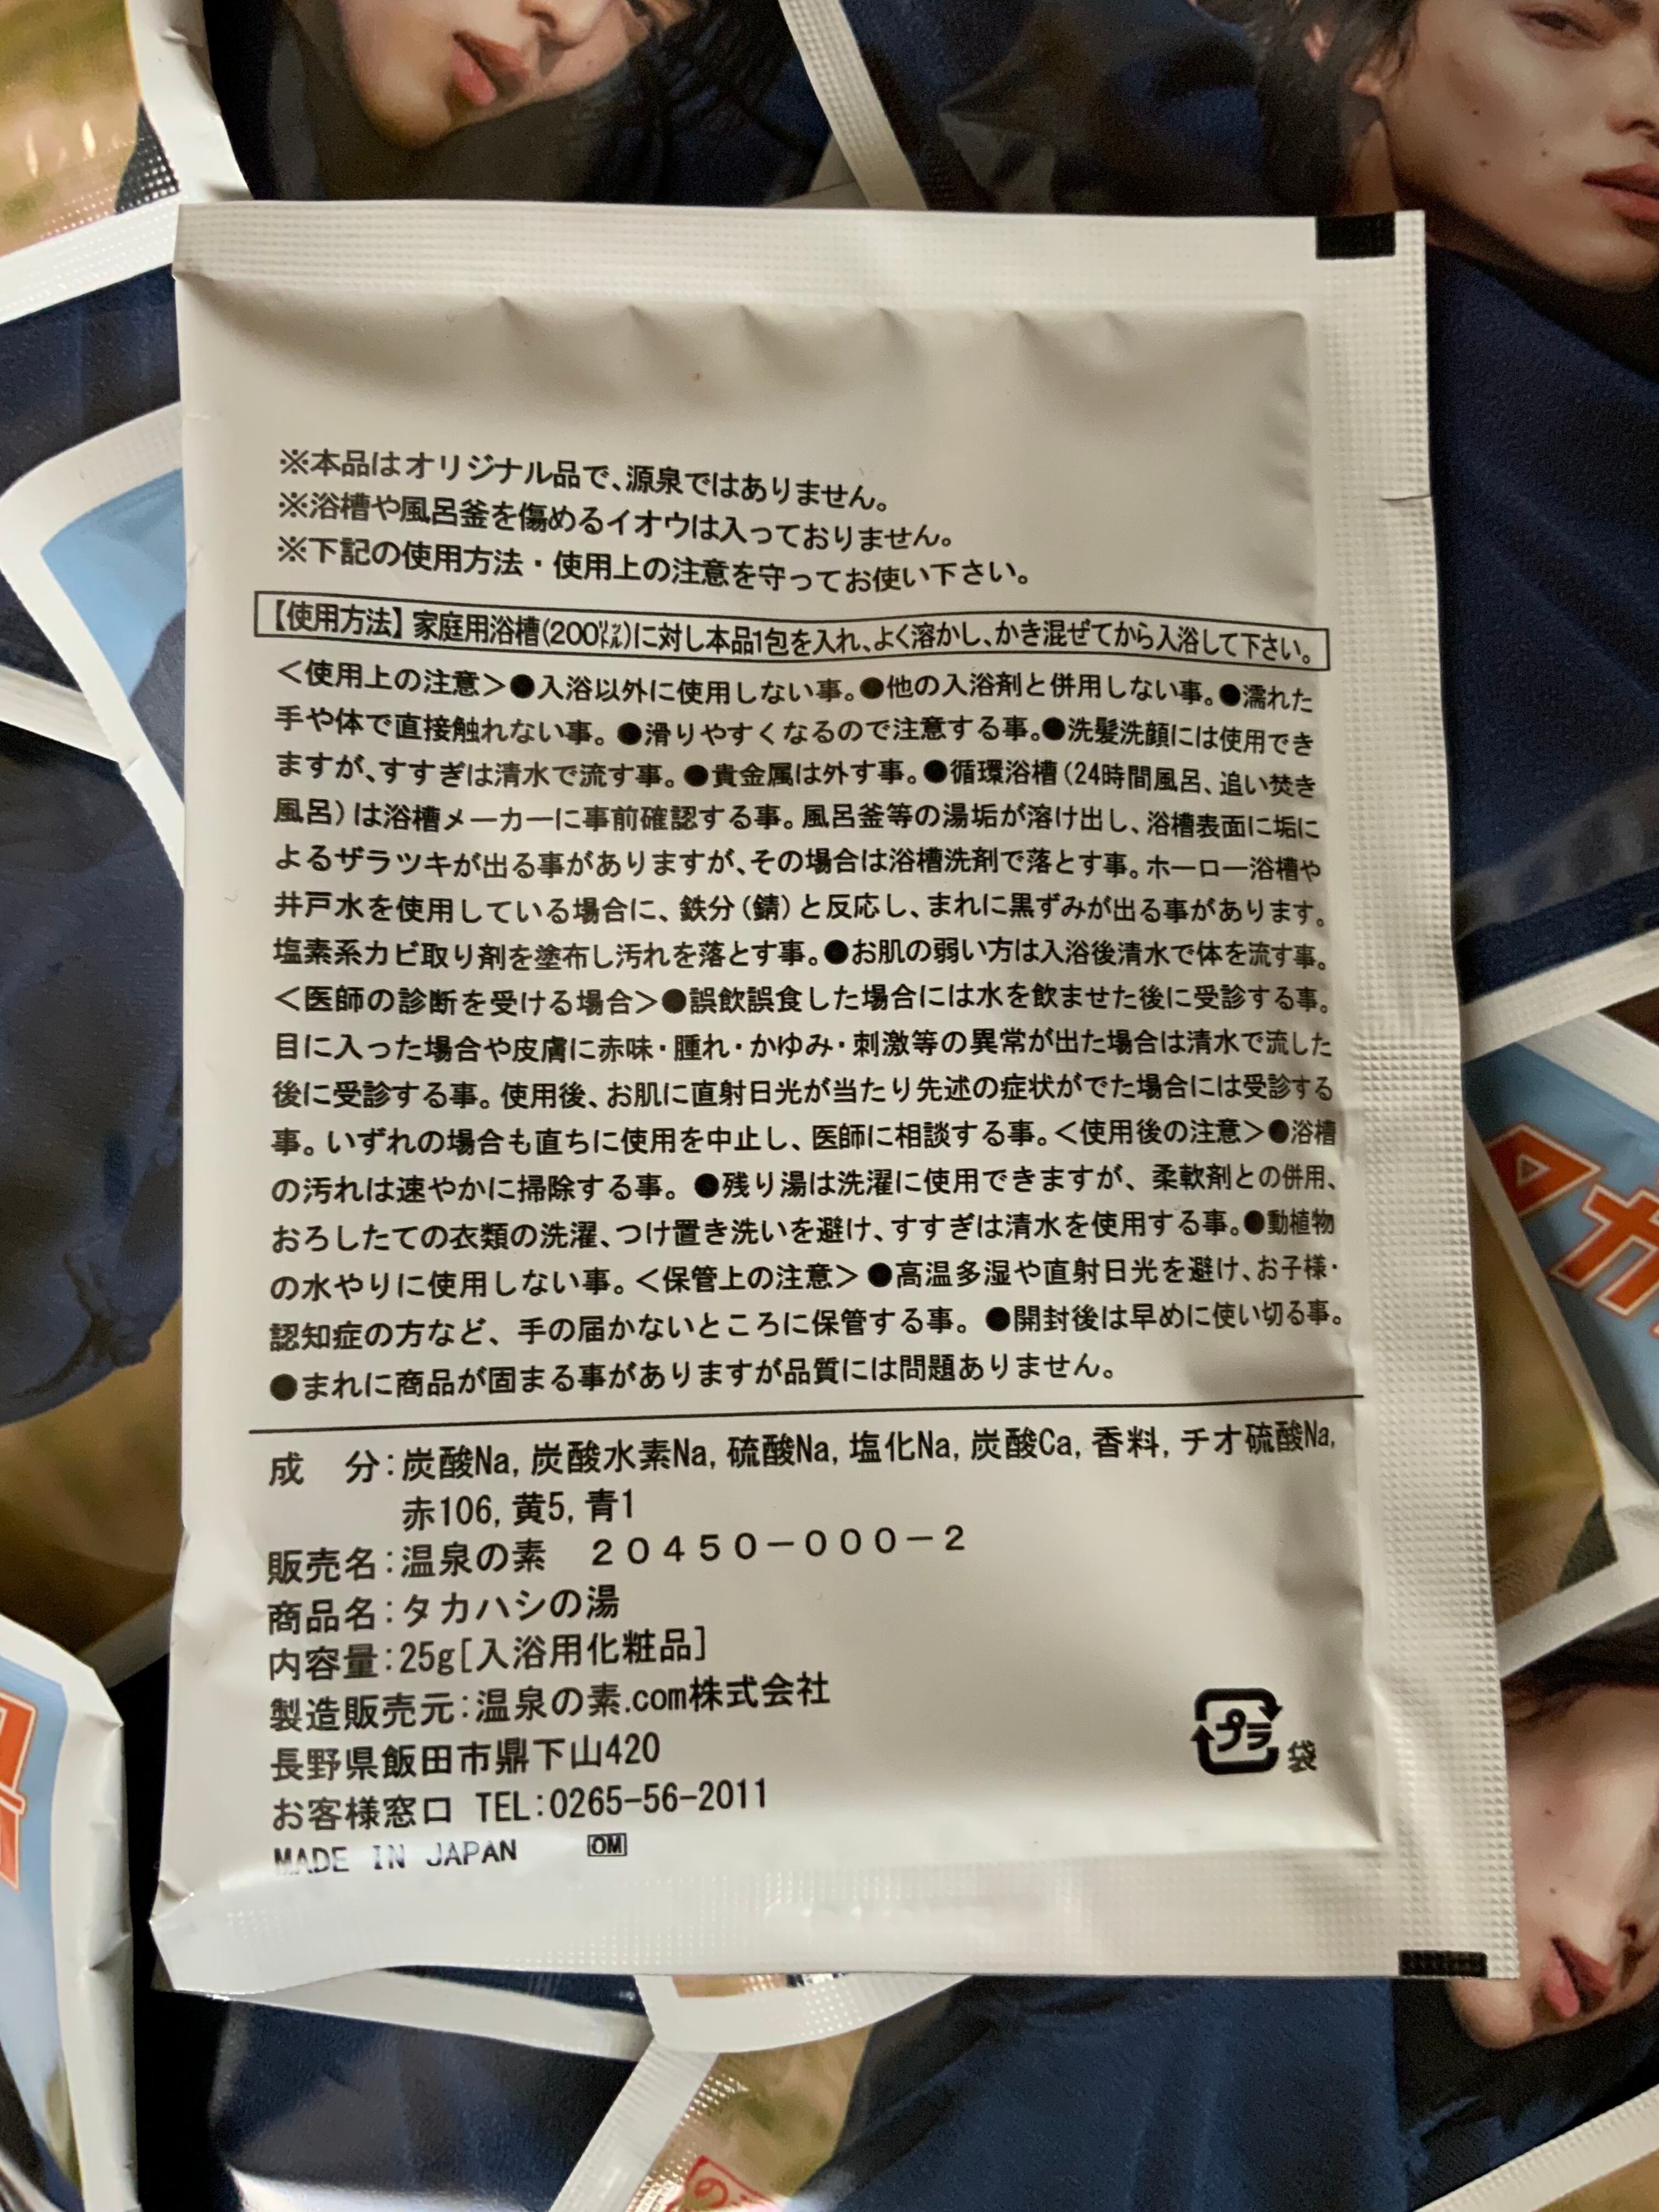 ※本品はオリジナル品で、源泉ではありません。
※浴槽や風呂釜を傷めるイオウは入っておりません。
※下記の使用方法・使用上の注意を守ってお使い下さい。
【使用方法】家庭用浴槽(200㍑)に対し本品1包を入れ、よく溶かし、かき混ぜてから入浴して下さい。
<使用上の注意>●入浴以外に使用しない事。●他の入浴剤と併用しない事。●濡れた
手や体で直接触れない事。●滑りやすくなるので注意する事。●洗髪洗顔には使用でき
ますが、すすぎは清水で流す事。●貴金属は外す事。●循環浴槽(24時間風呂、追い焚き
風呂)は浴槽メーカーに事前確認する事。風呂釜等の湯垢が溶け出し、浴槽表面に垢に
よるザラツキが出る事がありますが、その場合は浴槽洗剤で落とす事。ホーロー浴槽や
井戸水を使用している場合に、鉄分(錆)と反応し、まれに黒ずみが出る事があります。
塩素系カビ取り剤を塗布し汚れを落とす事。●お肌の弱い方は入浴後清水で体を流す事。
<医師の診断を受ける場合>●誤飲誤食した場合には水を飲ませた後に受診する事。
目に入った場合や皮膚に赤味・腫れ・かゆみ・刺激等の異常が出た場合は清水で流した
後に受診する事。使用後、お肌に直射日光が当たり先述の症状がでた場合には受診する
事。いずれの場合も直ちに使用を中止し、医師に相談する事。<使用後の注意>●浴槽
の汚れは速やかに掃除する事。●残り湯は洗濯に使用できますが、柔軟剤との併用、
おろしたての衣類の洗濯、つけ置き洗いを避け、すすぎは清水を使用する事。●動植物
の水やりに使用しない事。<保管上の注意>●高温多湿や直射日光を避け、お子様・
認知症の方など、手の届かないところに保管する事。●開封後は早めに使い切る事。
●まれに商品が固まる事がありますが品質には問題ありません。
成　分:炭酸Na, 炭酸水素Na, 硫酸Na, 塩化Na, 炭酸Ca, 香料, チオ硫酸Na,
赤106, 黄5, 青1
販売名:温泉の素　20450-000-2
商品名:タカハシの湯
内容量:25g[入浴用化粧品]
製造販売元:温泉の素.com株式会社
長野県飯田市鼎下山420
お客様窓口 TEL:0265-56-2011
MADE IN JAPAN OM
プラ
袋
タカ
の